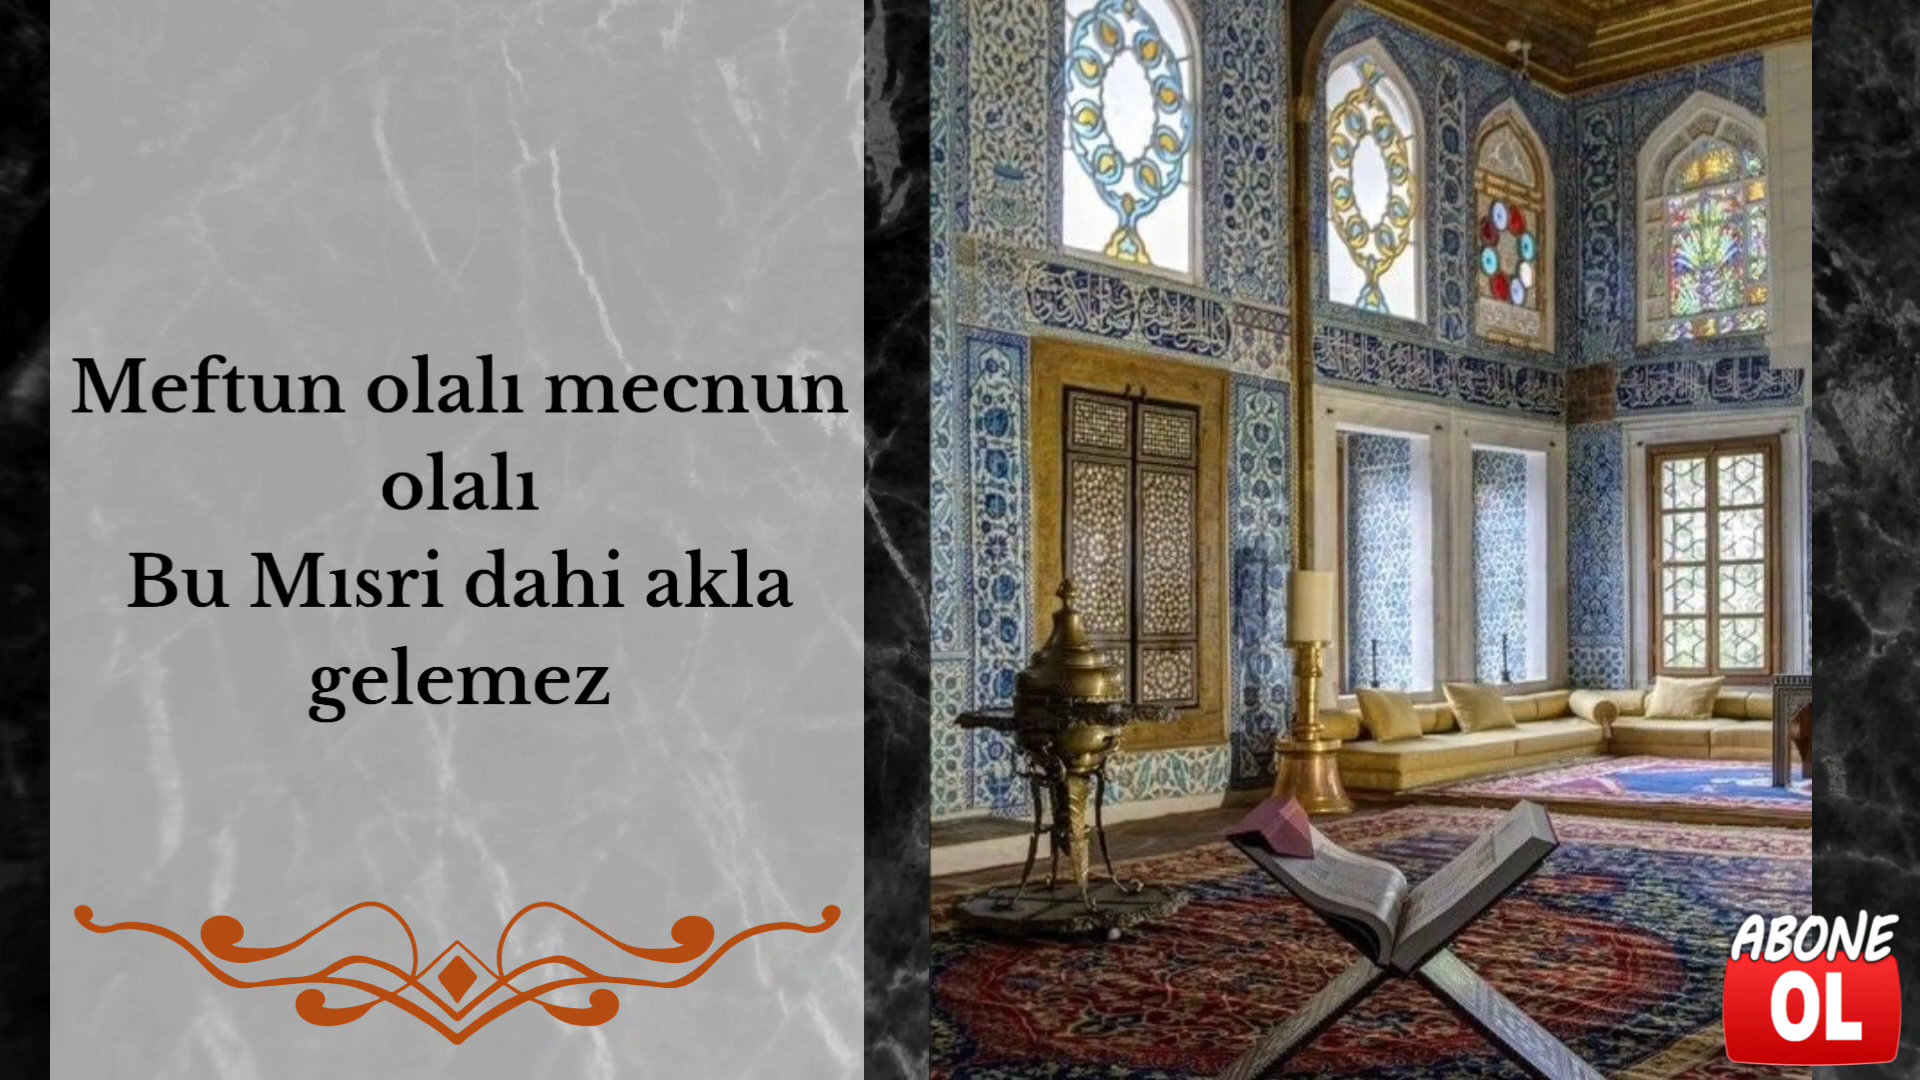 Meftun olalı mecnun
olalı
Bu Mısri dahi akla
gelemez
ABONE
OL